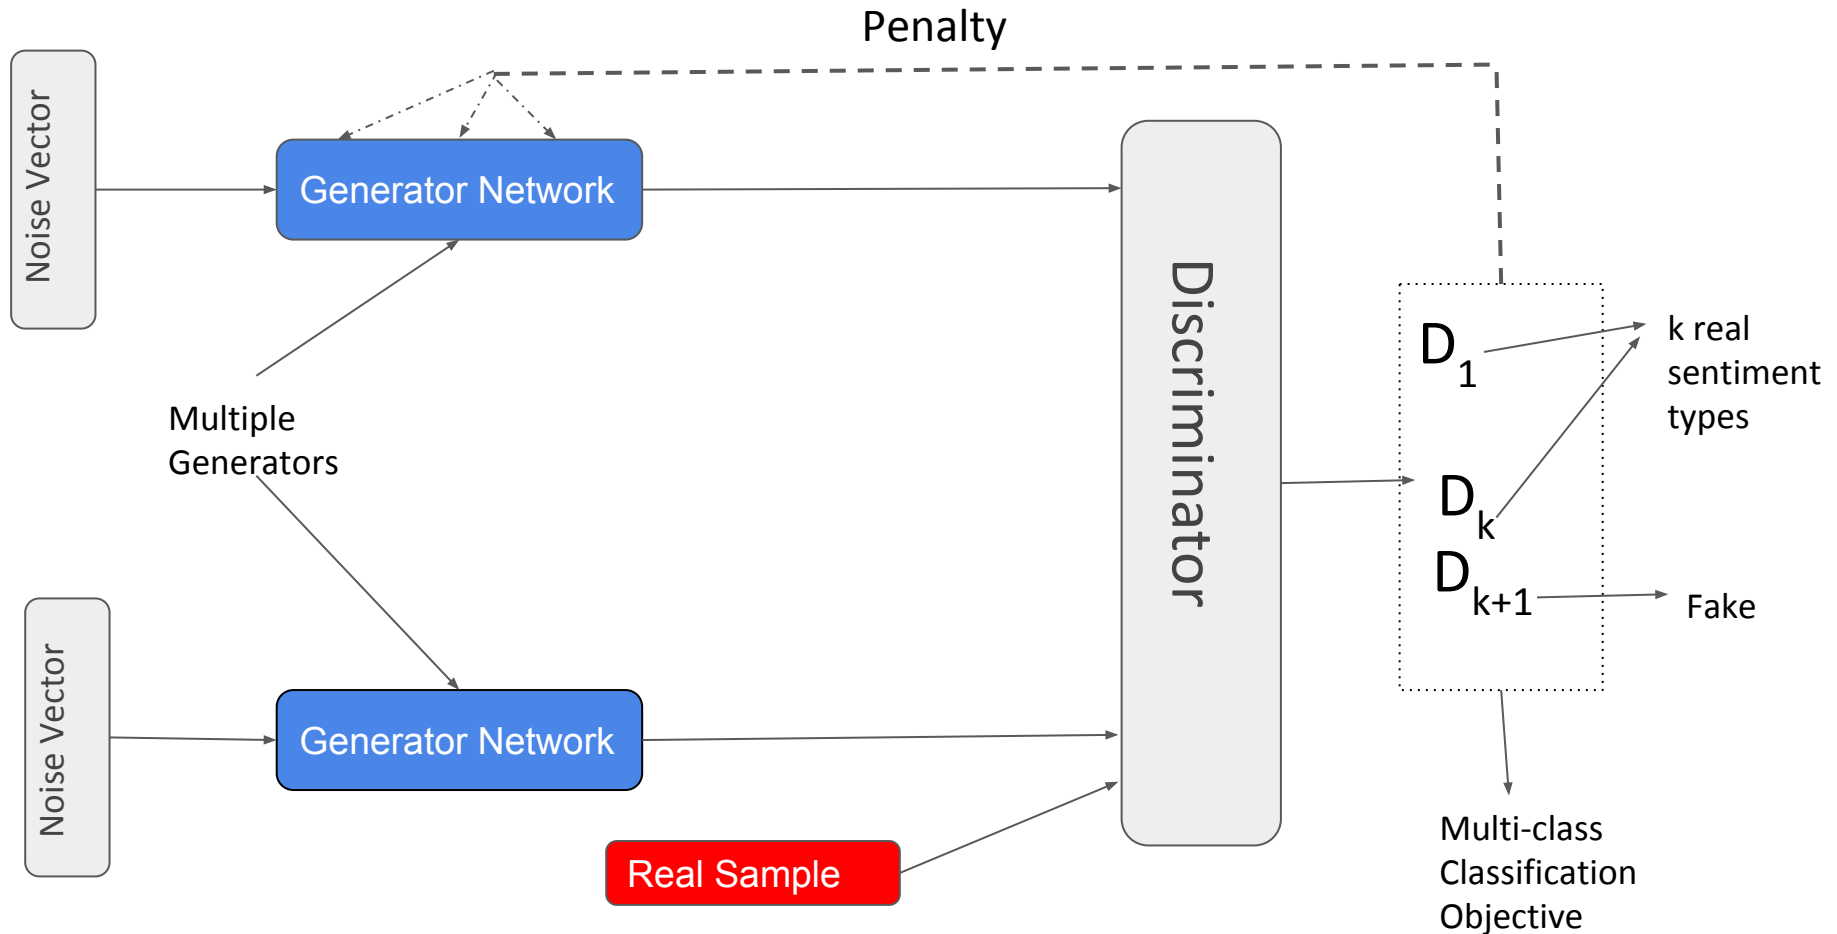 Penalty
Noise Vector
Generator Network
Discriminator
D1
k real
sentiment
types
Multiple
Generators
Dk
Dk+1
Fake
Noise Vector
Generator Network
Real Sample
Multi-class
Classification
Objective